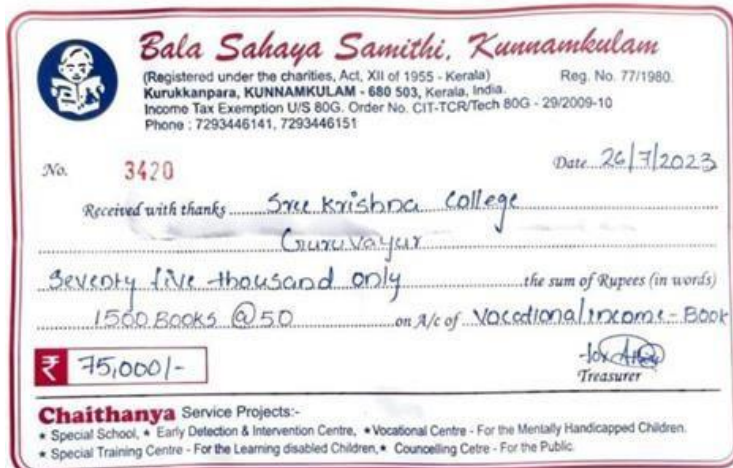 Bala Sahaya Samithi, Kunnamkulam
(Registered under the charities, Act, XII of 1955 - Kerala) Reg. No. 77/1980.
Kurukkanpara, KUNNAMKULAM - 680 503, Kerala, India.
Income Tax Exemption U/S 80G. Order No. CIT-TCR/Tech 80G - 29/2009-10
Phone : 7293446141, 7293446151
No. 3420 Date 26/7/2023
Received with thanks Sree Krishna College
Guruvayur
Seventy five thousand only the sum of Rupees (in words)
1500 BOOKS @ 50 on A/c of Vocational income - Book
₹ 75,000/-
Treasurer
Chaithanya Service Projects:-
★ Special School, ★ Early Detection & Intervention Centre, ★ Vocational Centre - For the Mentally Handicapped Children.
★ Special Training Centre - For the Learning disabled Children, ★ Councelling Cetre - For the Public.